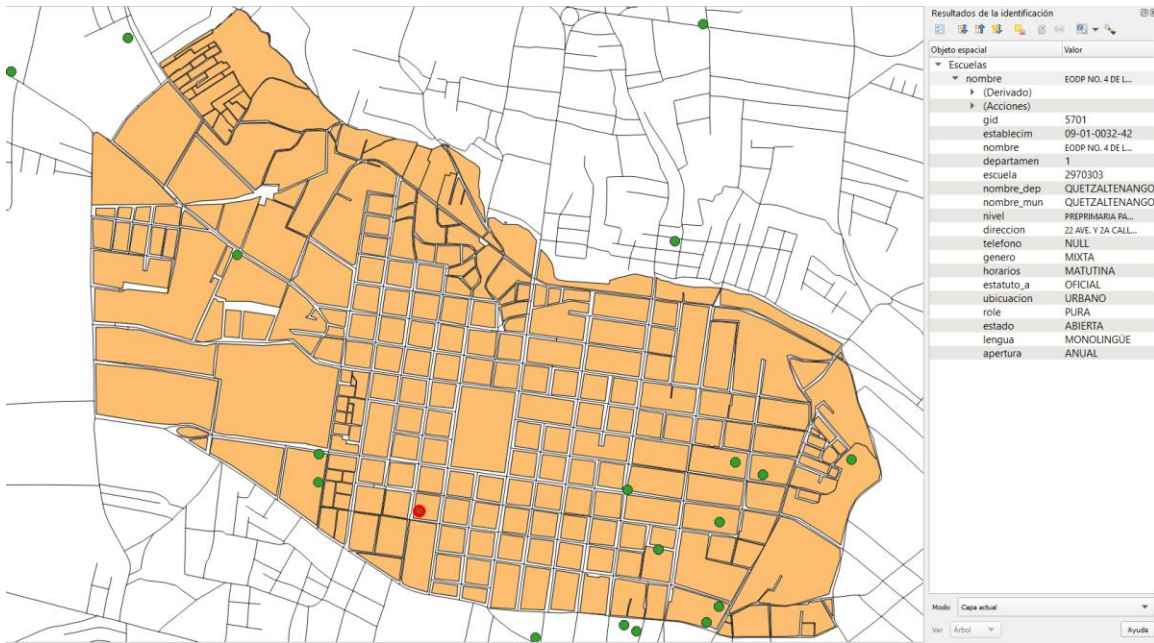 Resultados de la identificación
Objeto espacial Valor
Escuelas
nombre EODP NO. 4 DE L...
(Derivado)
(Acciones)
gid 5701
establecim 09-01-0032-42
nombre EODP NO. 4 DE L...
departamen 1
escuela 2970303
nombre_dep QUETZALTENANGO
nombre_mun QUETZALTENANGO
nivel PREPRIMARIA PA...
direccion 22 AVE. Y 2A CALL...
telefono NULL
genero MIXTA
horarios MATUTINA
estatuto_a OFICIAL
ubicuacion URBANO
role PURA
estado ABIERTA
lengua MONOLINGÜE
apertura ANUAL
Modo Capa actual
Ver Árbol Ayuda